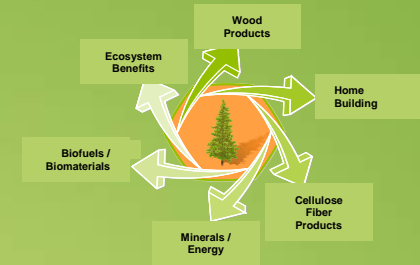 Wood
Products
Ecosystem
Benefits
Home
Building
Biofuels /
Biomaterials
Cellulose
Fiber
Products
Minerals /
Energy